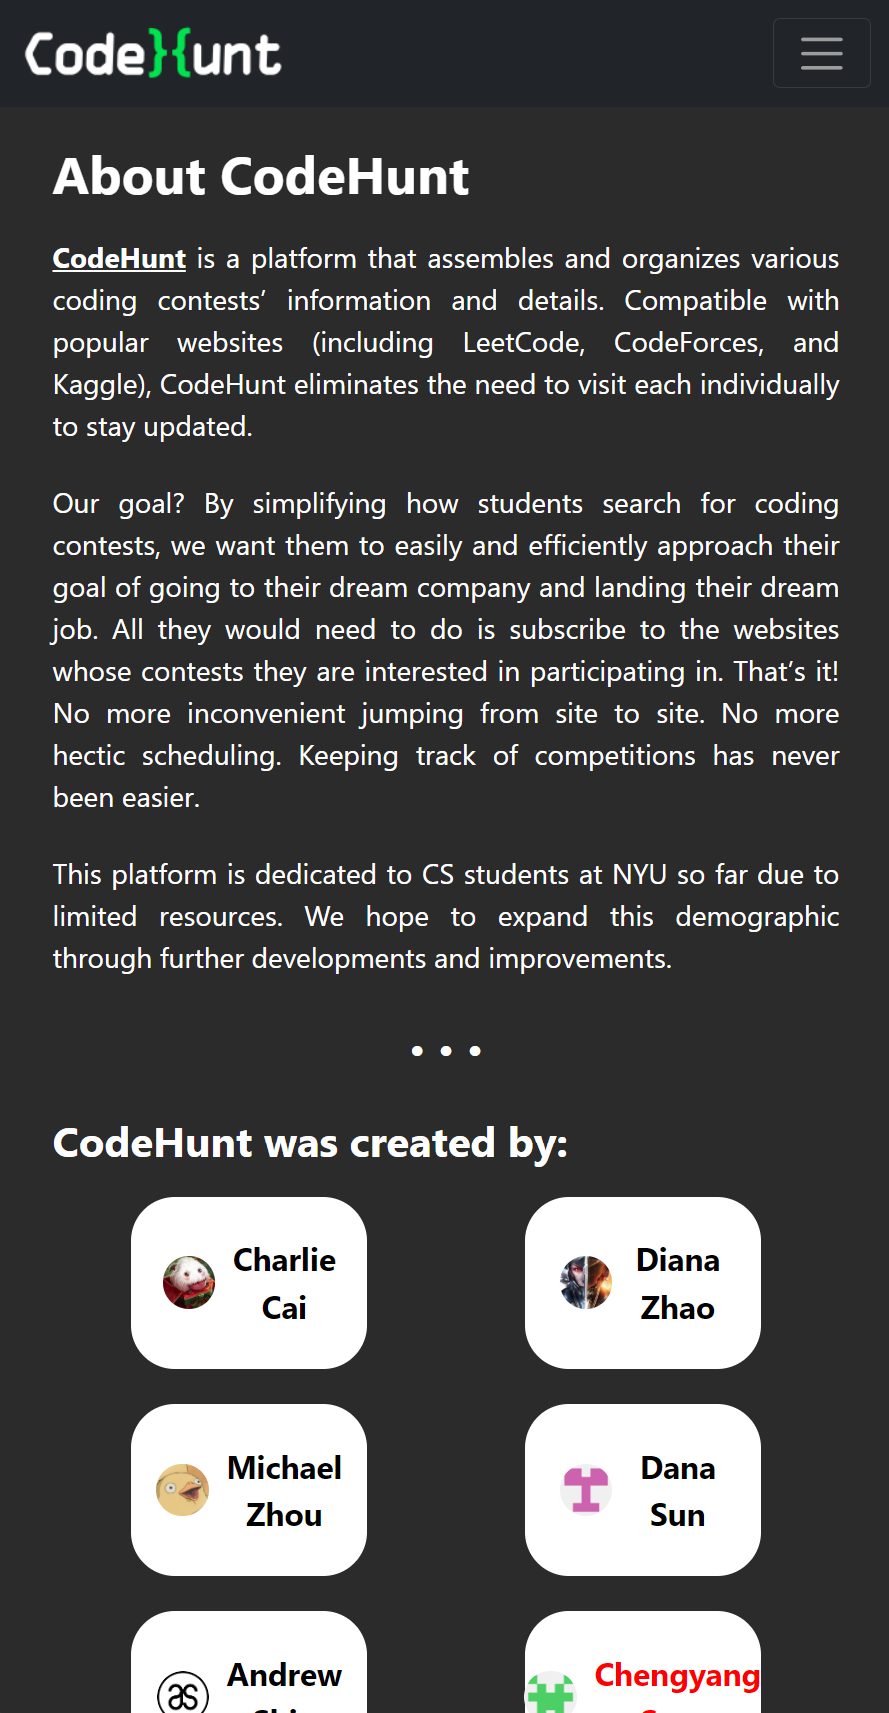 Code}{unt
About CodeHunt
CodeHunt is a platform that assembles and organizes various
coding contests’ information and details. Compatible with
popular websites (including LeetCode, CodeForces, and
Kaggle), CodeHunt eliminates the need to visit each individually
to stay updated.
Our goal? By simplifying how students search for coding
contests, we want them to easily and efficiently approach their
goal of going to their dream company and landing their dream
job. All they would need to do is subscribe to the websites
whose contests they are interested in participating in. That’s it!
No more inconvenient jumping from site to site. No more
hectic scheduling. Keeping track of competitions has never
been easier.
This platform is dedicated to CS students at NYU so far due to
limited resources. We hope to expand this demographic
through further developments and improvements.
• • •
CodeHunt was created by:
Charlie
Cai
Diana
Zhao
Michael
Zhou
Dana
Sun
Andrew
Chengyang